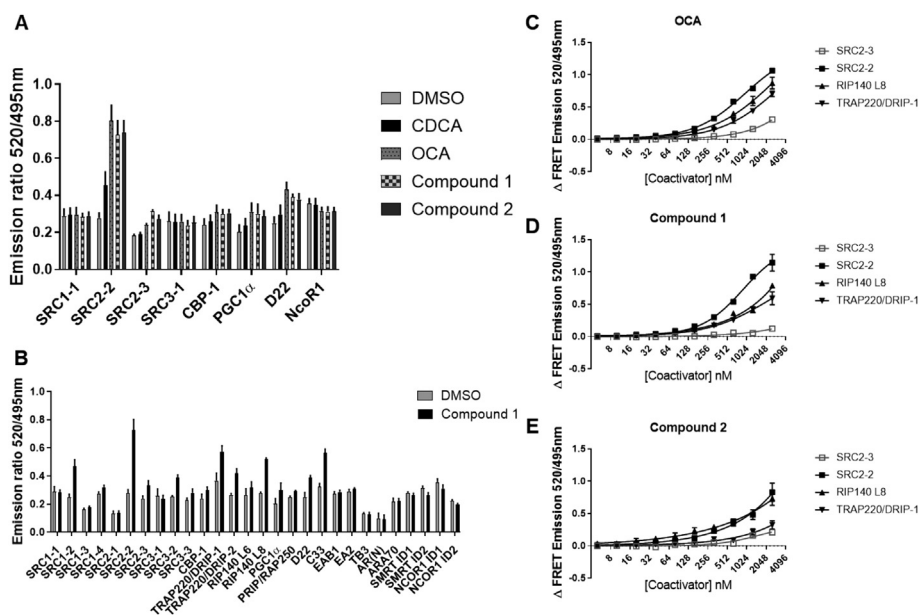 A
Emission ratio 520/495nm
1.0
0.8
0.6
0.4
0.2
0.0
SRC1-1
SRC2-2
SRC2-3
SRC3-1
CBP-1
PGC1α
D22
NcoR1
DMSO
CDCA
OCA
Compound 1
Compound 2
B
Emission ratio 520/495nm
1.0
0.8
0.6
0.4
0.2
0.0
SRC1-1
SRC1-2
SRC1-3
SRC1-4
SRC2-1
SRC2-2
SRC2-3
SRC3-1
SRC3-2
SRC3-3
CBP-1
TRAP220/DRIP-1
TRAP220/DRIP-2
RIP140 L6
RIP140 L8
PGC1α
PRIP/RAP250
D22
C33
EAB1
EA2
TB3
AR(N)
ARA70
SMRT ID1
SMRT ID2
NCOR1 ID1
NCOR1 ID2
DMSO
Compound 1
C
OCA
Δ FRET Emission 520/495nm
1.5
1.0
0.5
0.0
-0.5
8 16 32 64 128 256 512 1024 2048 4096
[Coactivator] nM
SRC2-3
SRC2-2
RIP140 L8
TRAP220/DRIP-1
D
Compound 1
Δ FRET Emission 520/495nm
1.5
1.0
0.5
0.0
-0.5
8 16 32 64 128 256 512 1024 2048 4096
[Coactivator] nM
SRC2-3
SRC2-2
RIP140 L8
TRAP220/DRIP-1
E
Compound 2
Δ FRET Emission 520/495nm
1.5
1.0
0.5
0.0
-0.5
8 16 32 64 128 256 512 1024 2048 4096
[Coactivator] nM
SRC2-3
SRC2-2
RIP140 L8
TRAP220/DRIP-1